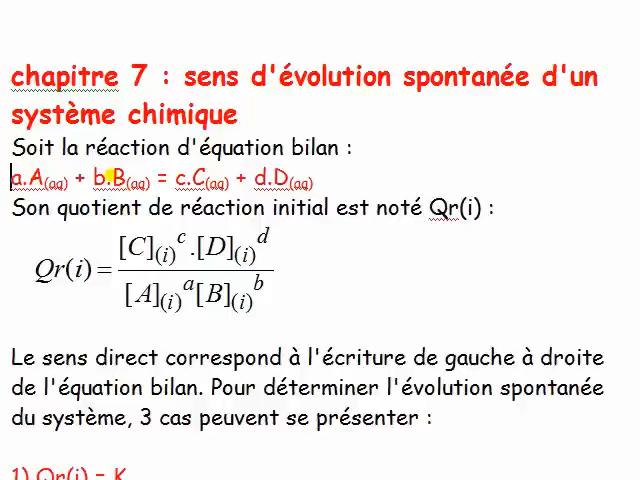 chapitre 7 : sens d'évolution spontanée d'un
système chimique
Soit la réaction d'équation bilan :
a.A(aq) + b.B(aq) = c.C(aq) + d.D(aq)
Son quotient de réaction initial est noté Qr(i) :
Qr(i) = [C](i)^c .[D](i)^d / [A](i)^a [B](i)^b
Le sens direct correspond à l'écriture de gauche à droite
de l'équation bilan. Pour déterminer l'évolution spontanée
du système, 3 cas peuvent se présenter :
1) Qr(i) = K